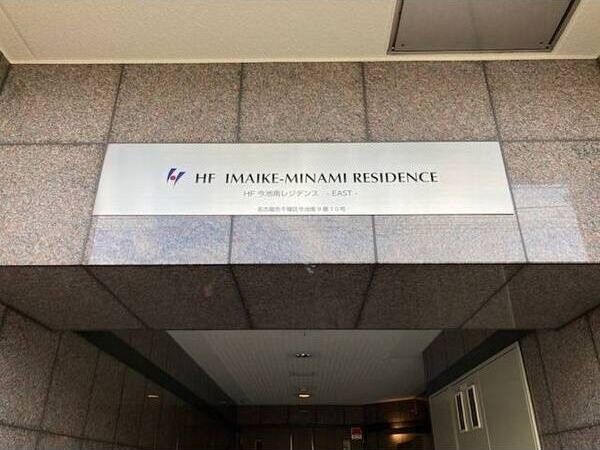 HF IMAIKE-MINAMI RESIDENCE
HF 今池南レジデンス - EAST -
名古屋市千種区今池南9番10号